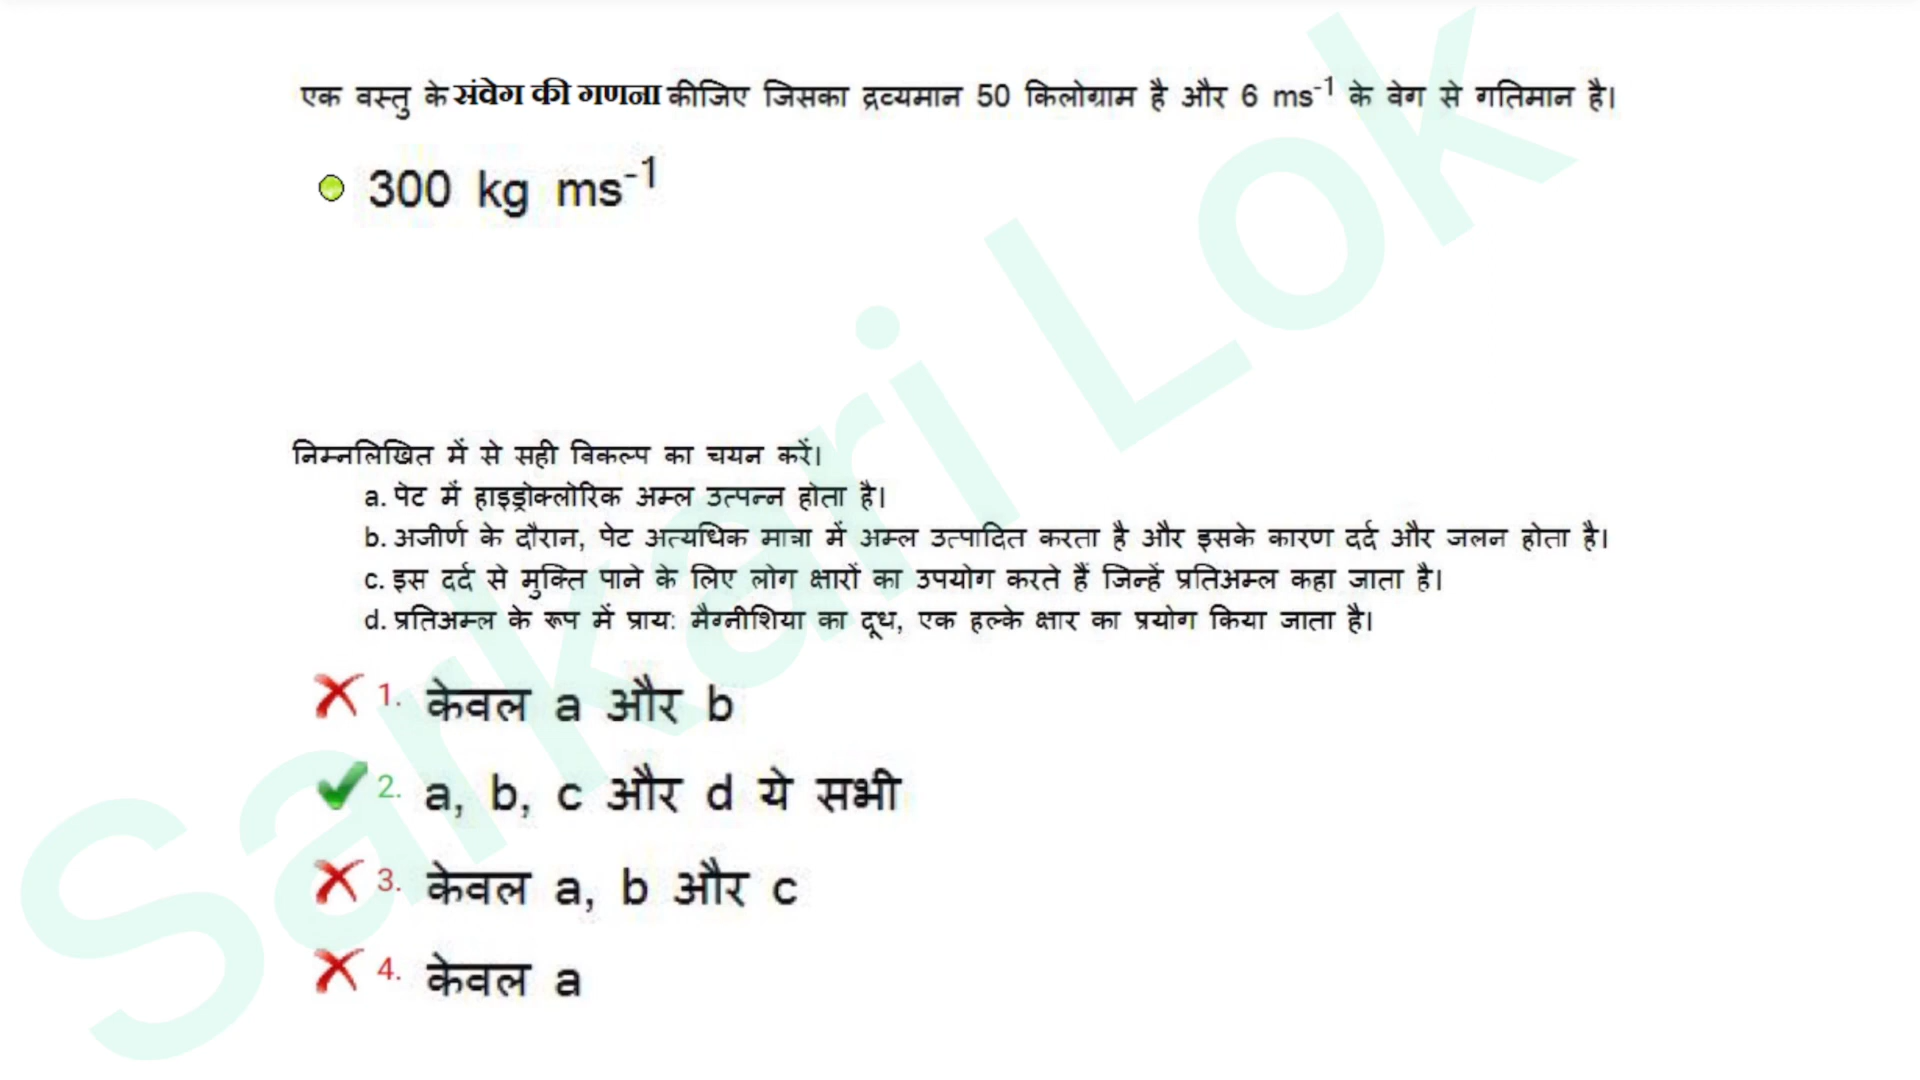 एक वस्तु के संवेग की गणना कीजिए जिसका द्रव्यमान 50 किलोग्राम है और 6 ms⁻¹ के वेग से गतिमान है।
300 kg ms⁻¹
निम्नलिखित में से सही विकल्प का चयन करें।
a. पेट में हाइड्रोक्लोरिक अम्ल उत्पन्न होता है।
b. अजीर्ण के दौरान, पेट अत्यधिक मात्रा में अम्ल उत्पादित करता है और इसके कारण दर्द और जलन होता है।
c. इस दर्द से मुक्ति पाने के लिए लोग क्षारों का उपयोग करते हैं जिन्हें प्रतिअम्ल कहा जाता है।
d. प्रतिअम्ल के रूप में प्राय: मैग्नीशिया का दूध, एक हल्के क्षार का प्रयोग किया जाता है।
1. केवल a और b
2. a, b, c और d ये सभी
3. केवल a, b और c
4. केवल a
Sarkari Lok